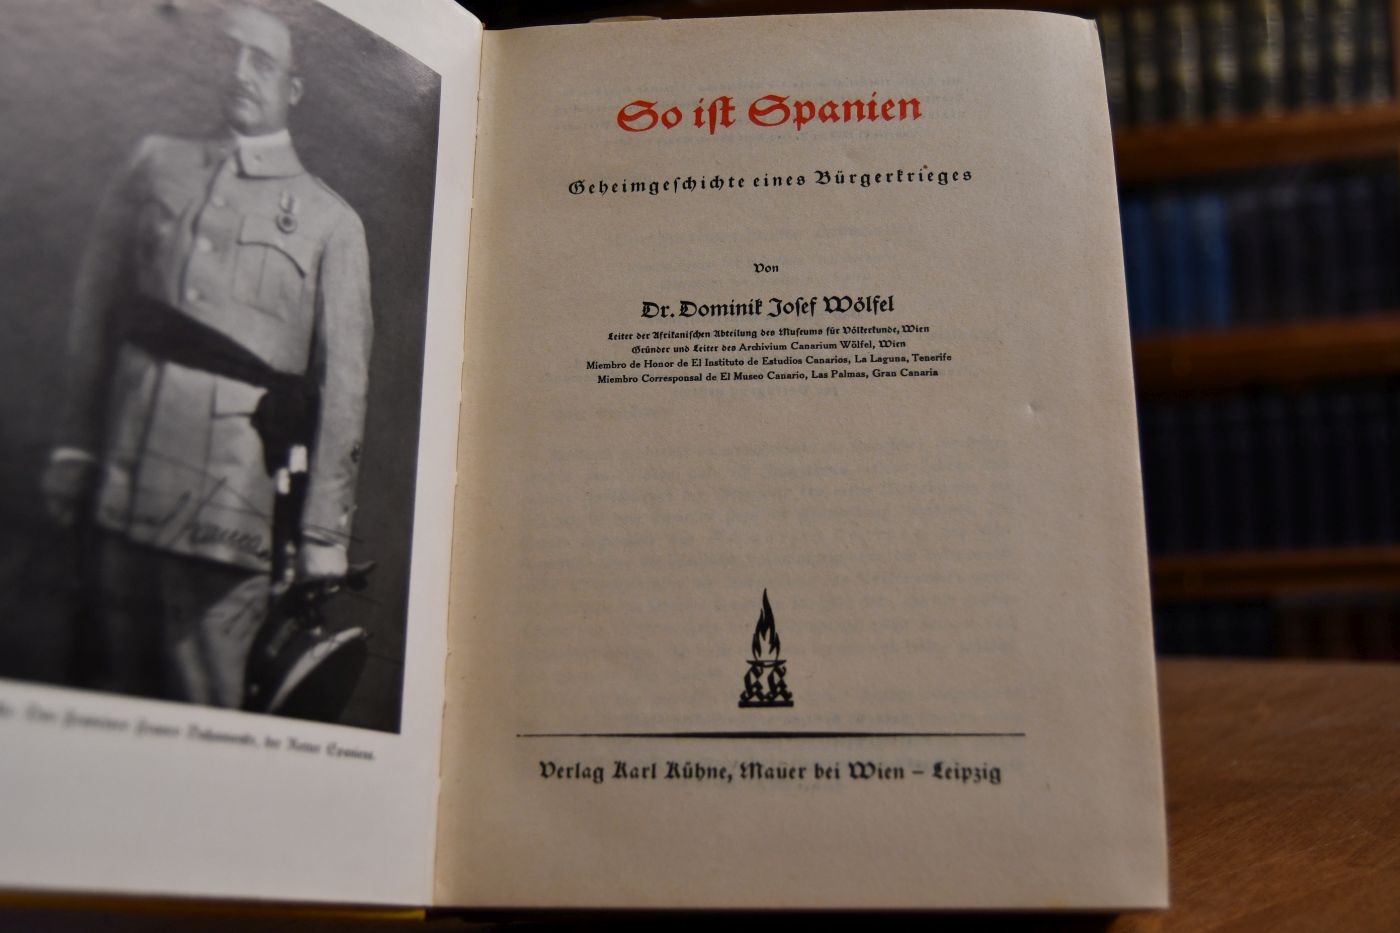 So ist Spanien
Geheimgeschichte eines Bürgerkrieges
Von
Dr. Dominik Josef Wölfel
Leiter der Afrikanischen Abteilung des Museums für Völkerkunde, Wien
Gründer und Leiter des Archivium Canarium Wölfel, Wien
Miembro de Honor de El Instituto de Estudios Canarios, La Laguna, Tenerife
Miembro Corresponsal de El Museo Canario, Las Palmas, Gran Canaria
KK
Verlag Karl Kühne, Mauer bei Wien – Leipzig